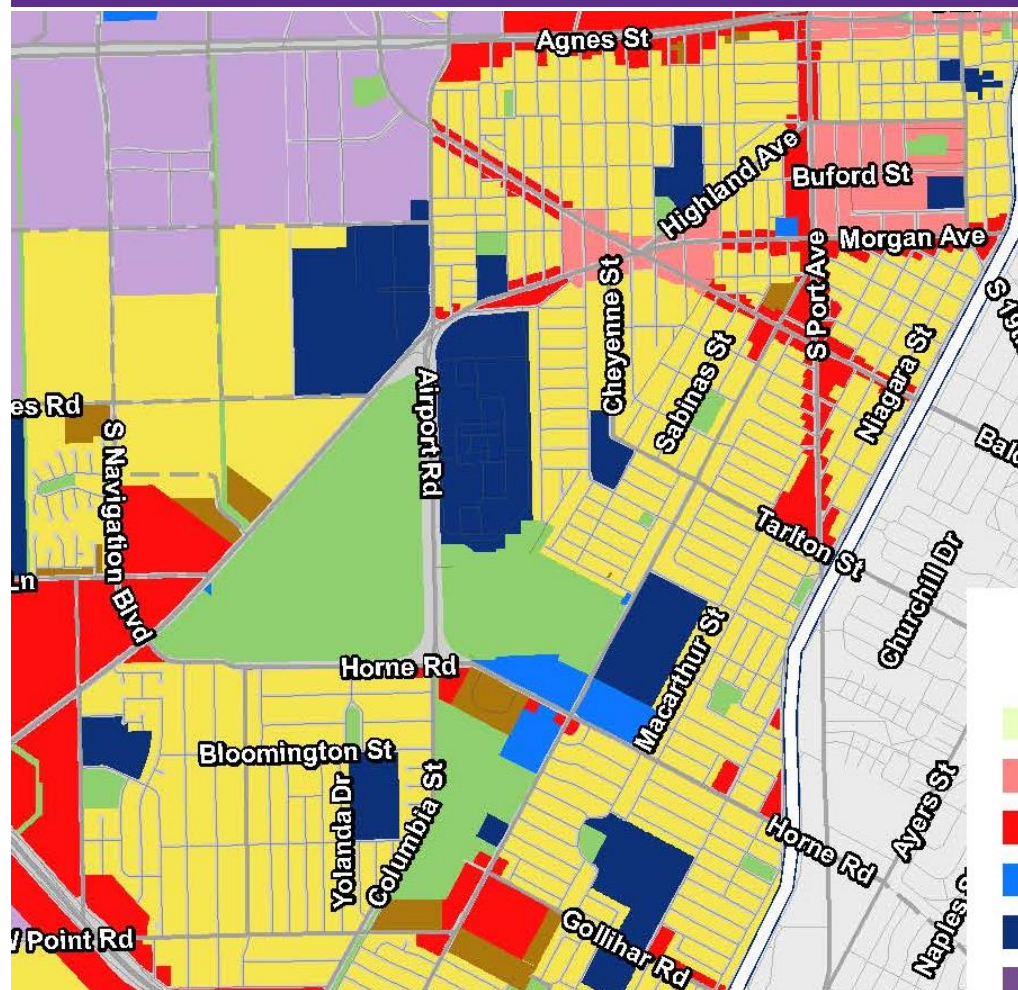 Agnes St
Highland Ave
Buford St
Morgan Ave
S Port Ave
Cheyenne St
Sabinas St
Niagara St
Airport Rd
S Navigation Blvd
Tarlton St
Churchill Dr
Macarthur St
Horne Rd
Bloomington St
Yolanda Dr
Columbia St
Ayers St
Horne Rd
Gollihar Rd
Point Rd